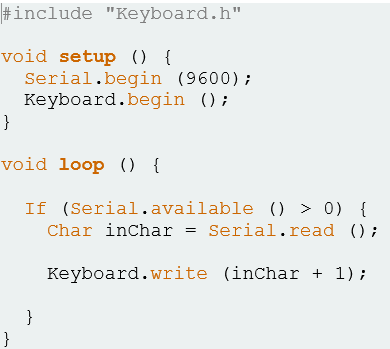 #include "Keyboard.h"
void setup () {
Serial.begin (9600);
Keyboard.begin ();
}
void loop () {
If (Serial.available () > 0) {
Char inChar = Serial.read ();
Keyboard.write (inChar + 1);
}
}